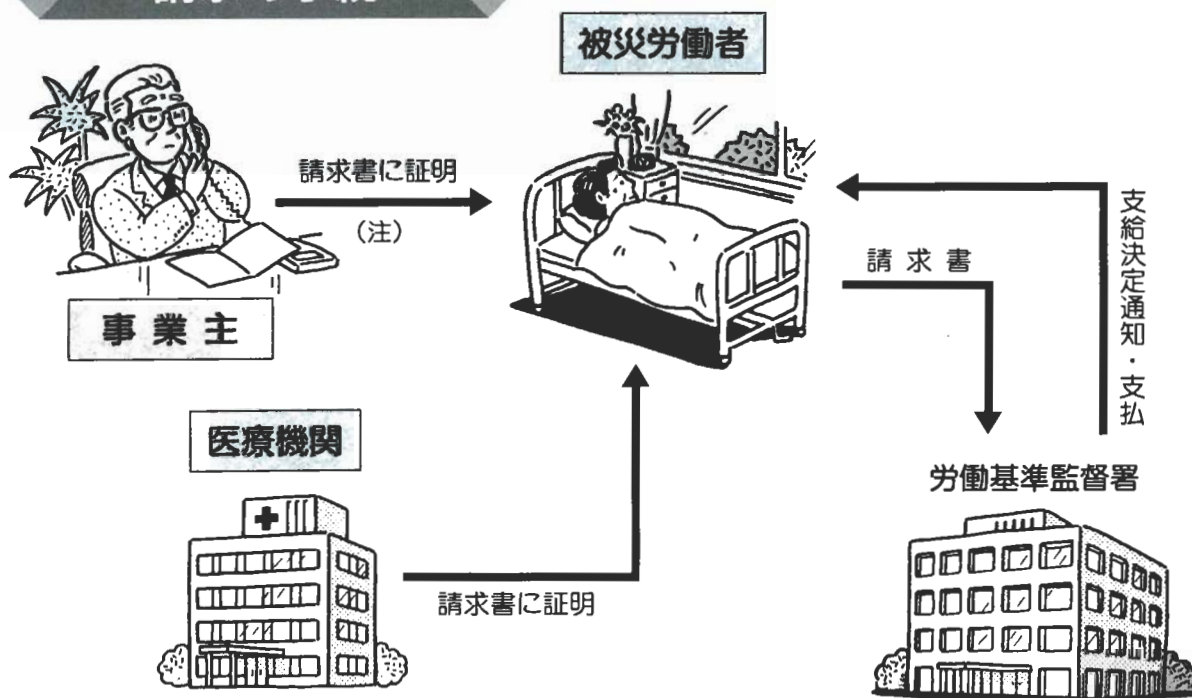 被災労働者
請求書に証明
(注)
事業主
請求書
支給決定通知・支払
医療機関
請求書に証明
労働基準監督署